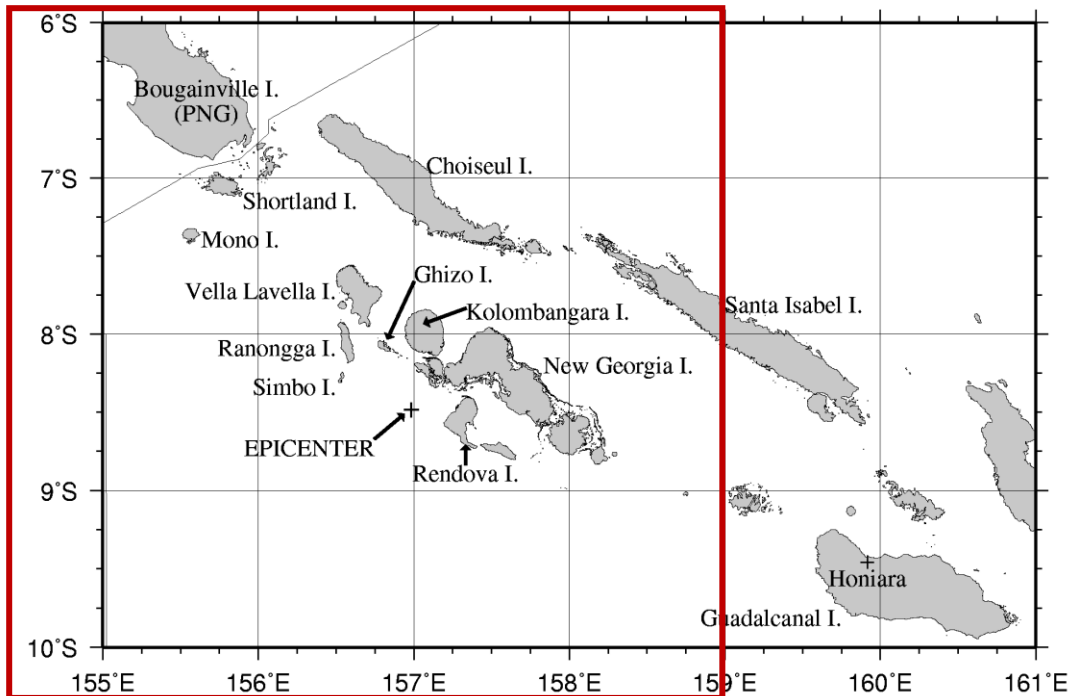 6˚S
Bougainville I.
(PNG)
Choiseul I.
7˚S
Shortland I.
Mono I.
Ghizo I.
Vella Lavella I.
Santa Isabel I.
Kolombangara I.
8˚S
Ranongga I.
New Georgia I.
Simbo I.
EPICENTER
Rendova I.
9˚S
Honiara
Guadalcanal I.
10˚S
155˚E 156˚E 157˚E 158˚E 159˚E 160˚E 161˚E